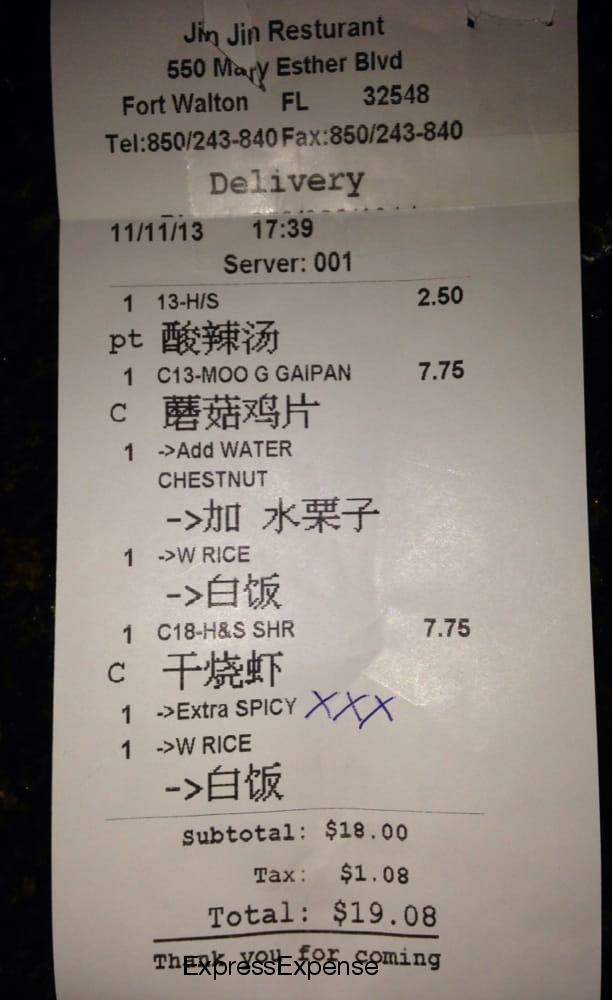 Jin Jin Resturant
550 Mary Esther Blvd
Fort Walton FL 32548
Tel:850/243-840 Fax:850/243-840
Delivery
11/11/13 17:39
Server: 001
1 13-H/S 2.50
pt 酸辣汤
1 C13-MOO G GAIPAN 7.75
C 蘑菇鸡片
1 ->Add WATER
CHESTNUT
->加 水栗子
1 ->W RICE
->白饭
1 C18-H&S SHR 7.75
C 干烧虾
1 ->Extra SPICY XXX
1 ->W RICE
->白饭
Subtotal: $18.00
Tax: $1.08
Total: $19.08
Thank you for coming
ExpressExpense